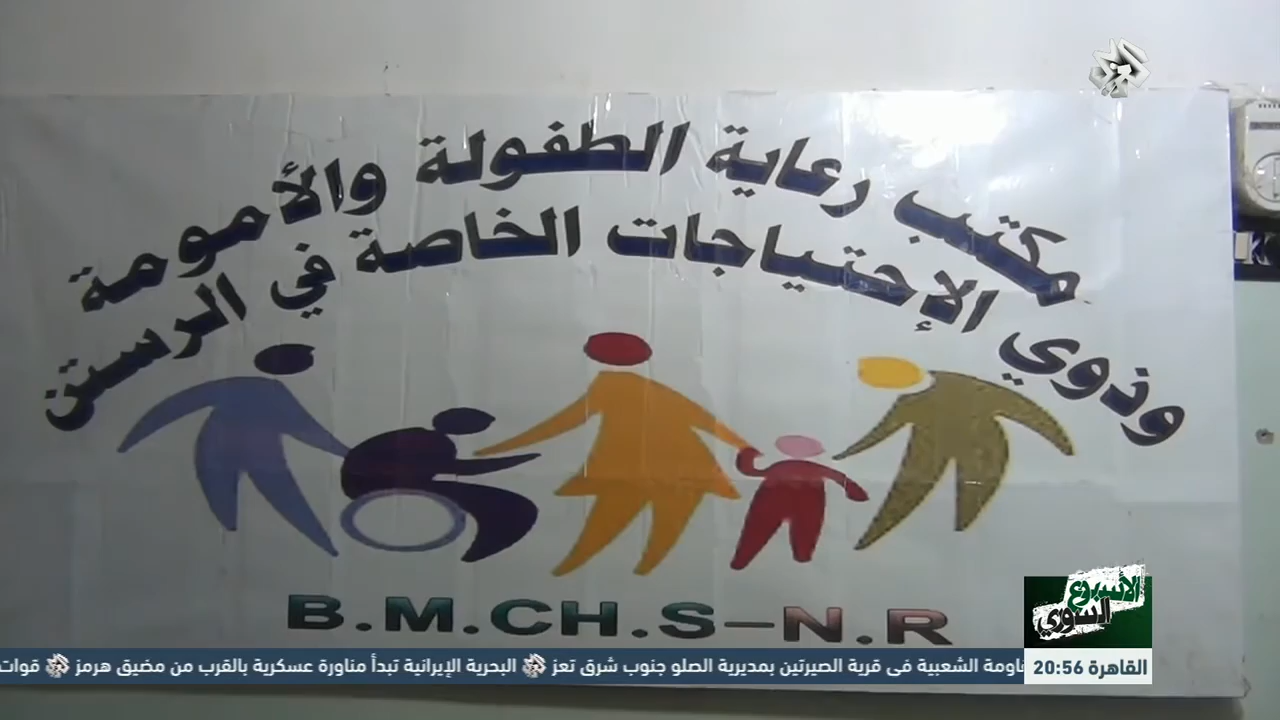 مكتب رعاية الطفولة والأمومة
وذوي الإحتياجات الخاصة في الرستن
B.M.CH.S-N.R
الأسبوع
السوري
القاهرة 20:56
قاومة الشعبية فى قرية الصيرتين بمديرية الصلو جنوب شرق تعز البحرية الإيرانية تبدأ مناورة عسكرية بالقرب من مضيق هرمز قوات